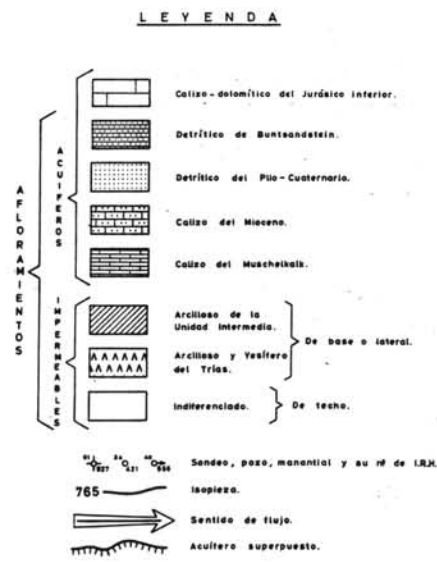 LEYENDA
AFLORAMIENTOS
ACUIFEROS
Calizo-dolomítico del Jurásico inferior.
Detrítico de Buntsandstein.
Detrítico del Plio-Cuaternario.
Calizo del Mioceno.
Calizo del Muschelkalk.
IMPERMEABLES
Arcilloso de la
Unidad Intermedia.
Arcilloso y Yesífero
del Trías.
De base o lateral.
Indiferenciado.
De techo.
Sondeo, pozo, manantial y su nº de I.R.H.
765
Isopieza.
Sentido de flujo.
Acuífero superpuesto.